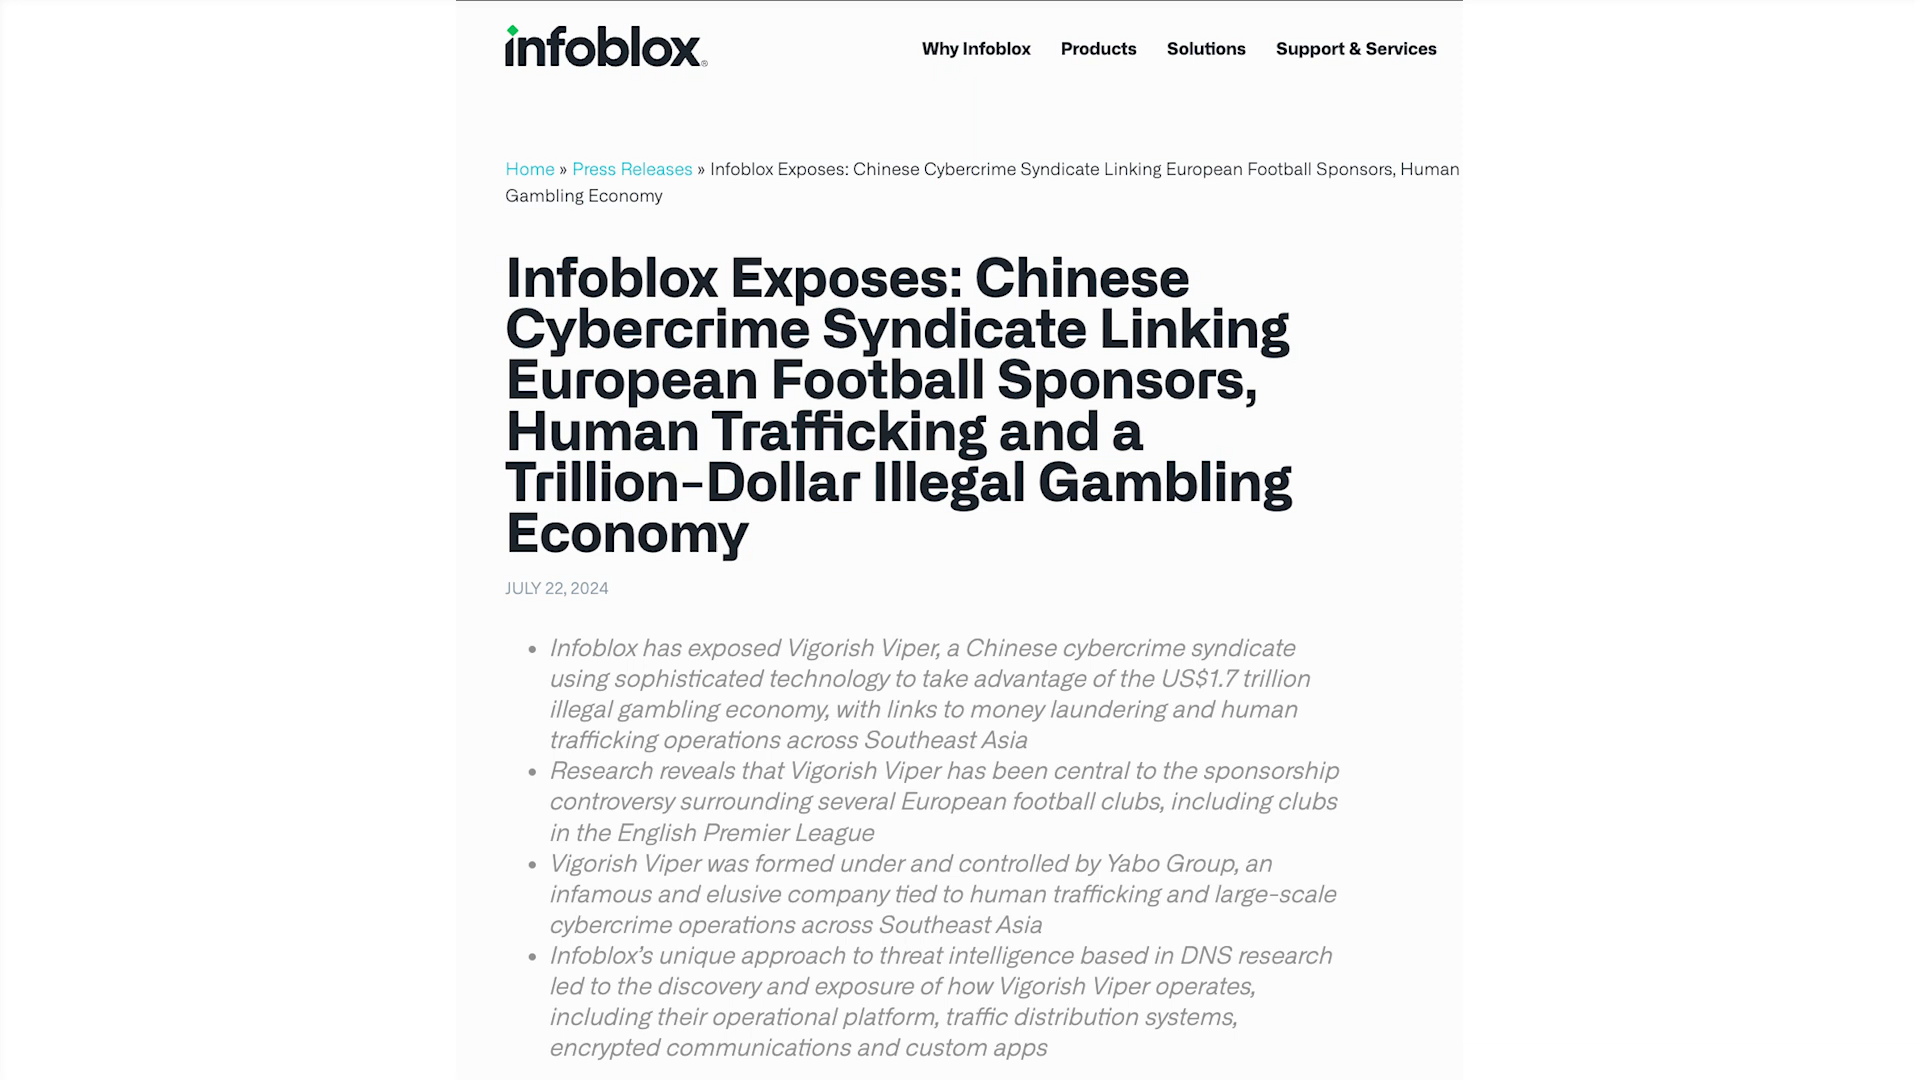 infoblox®
Why Infoblox Products Solutions Support & Services
Home » Press Releases » Infoblox Exposes: Chinese Cybercrime Syndicate Linking European Football Sponsors, Human
Gambling Economy
Infoblox Exposes: Chinese
Cybercrime Syndicate Linking
European Football Sponsors,
Human Trafficking and a
Trillion-Dollar Illegal Gambling
Economy
JULY 22, 2024
• Infoblox has exposed Vigorish Viper, a Chinese cybercrime syndicate
using sophisticated technology to take advantage of the US$1.7 trillion
illegal gambling economy, with links to money laundering and human
trafficking operations across Southeast Asia
• Research reveals that Vigorish Viper has been central to the sponsorship
controversy surrounding several European football clubs, including clubs
in the English Premier League
• Vigorish Viper was formed under and controlled by Yabo Group, an
infamous and elusive company tied to human trafficking and large-scale
cybercrime operations across Southeast Asia
• Infoblox’s unique approach to threat intelligence based in DNS research
led to the discovery and exposure of how Vigorish Viper operates,
including their operational platform, traffic distribution systems,
encrypted communications and custom apps